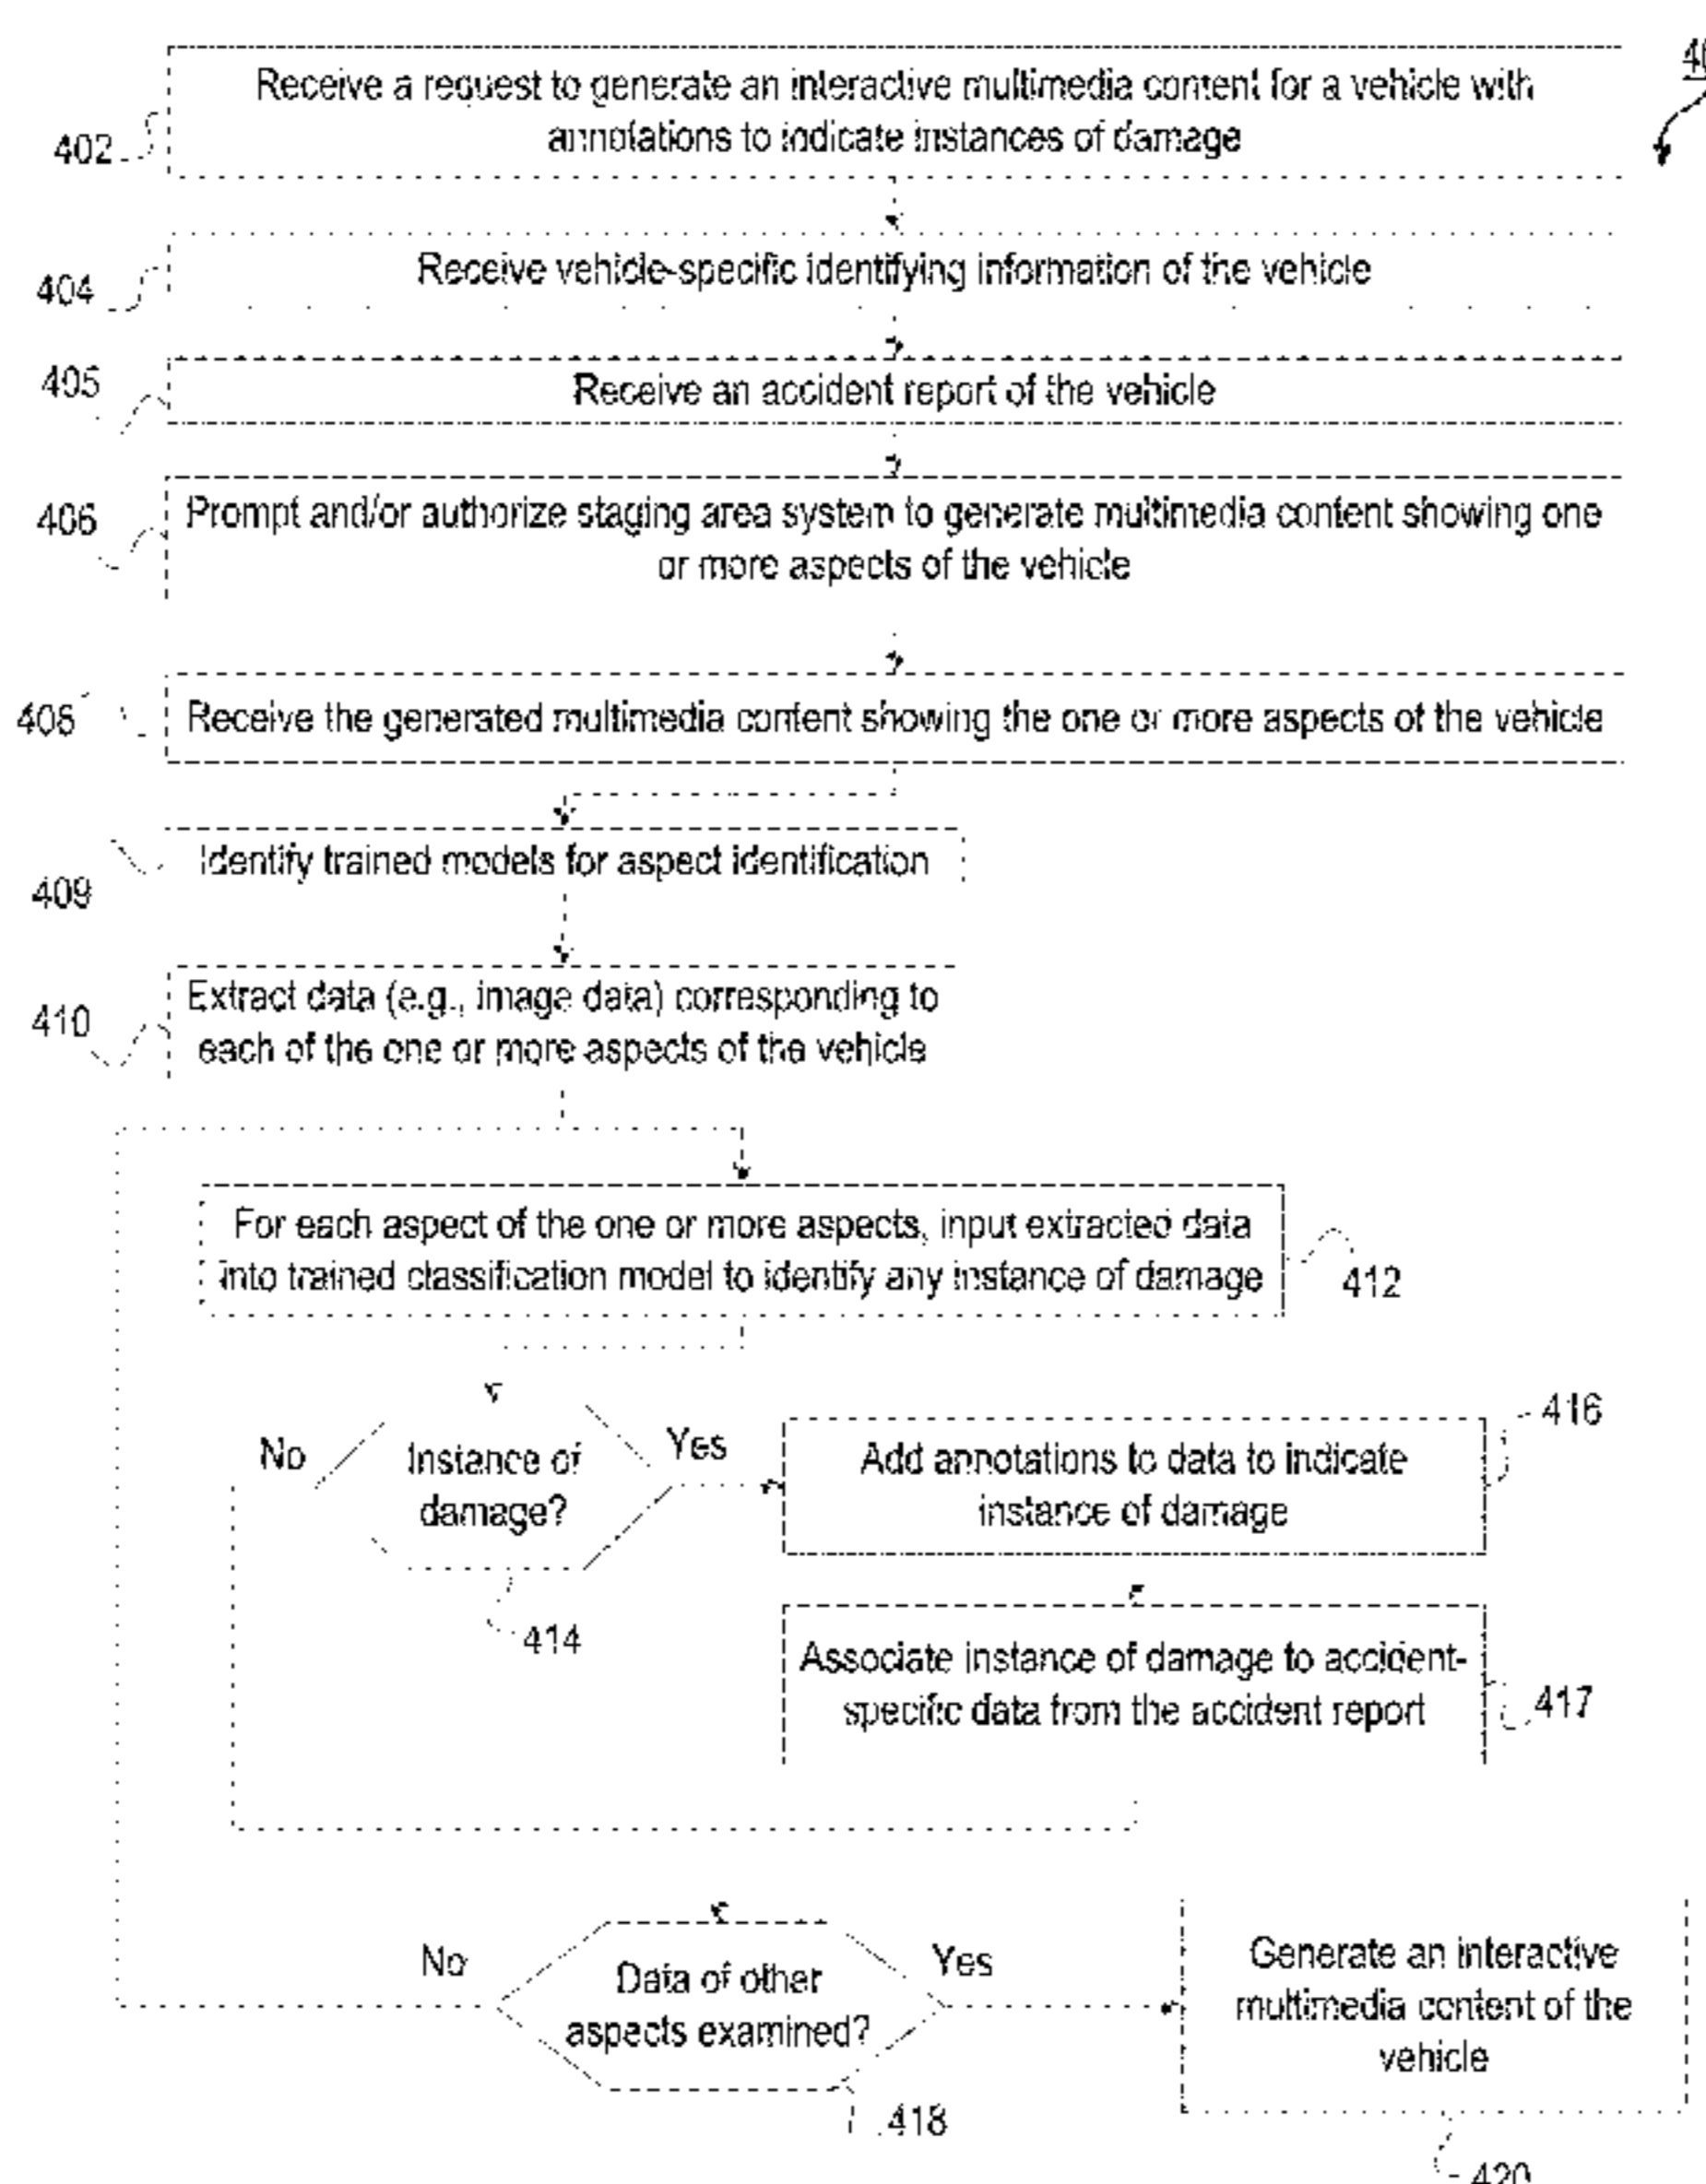 Receive a request to generate an interactive multimedia content for a vehicle with
annotations to indicate instances of damage
402
Receive vehicle-specific identifying information of the vehicle
404
405
Receive an accident report of the vehicle
406
Prompt and/or authorize staging area system to generate multimedia content showing one
or more aspects of the vehicle
408
Receive the generated multimedia content showing the one or more aspects of the vehicle
Identify trained models for aspect identification
409
Extract data (e.g., image data) corresponding to
each of the one or more aspects of the vehicle
410
For each aspect of the one or more aspects, input extracted data
into trained classification model to identify any instance of damage
412
No
Instance of
damage?
Yes
414
416
Add annotations to data to indicate
instance of damage
Associate instance of damage to accident-
specific data from the accident report
417
No
Data of other
aspects examined?
Yes
418
Generate an interactive
multimedia content of the
vehicle
420